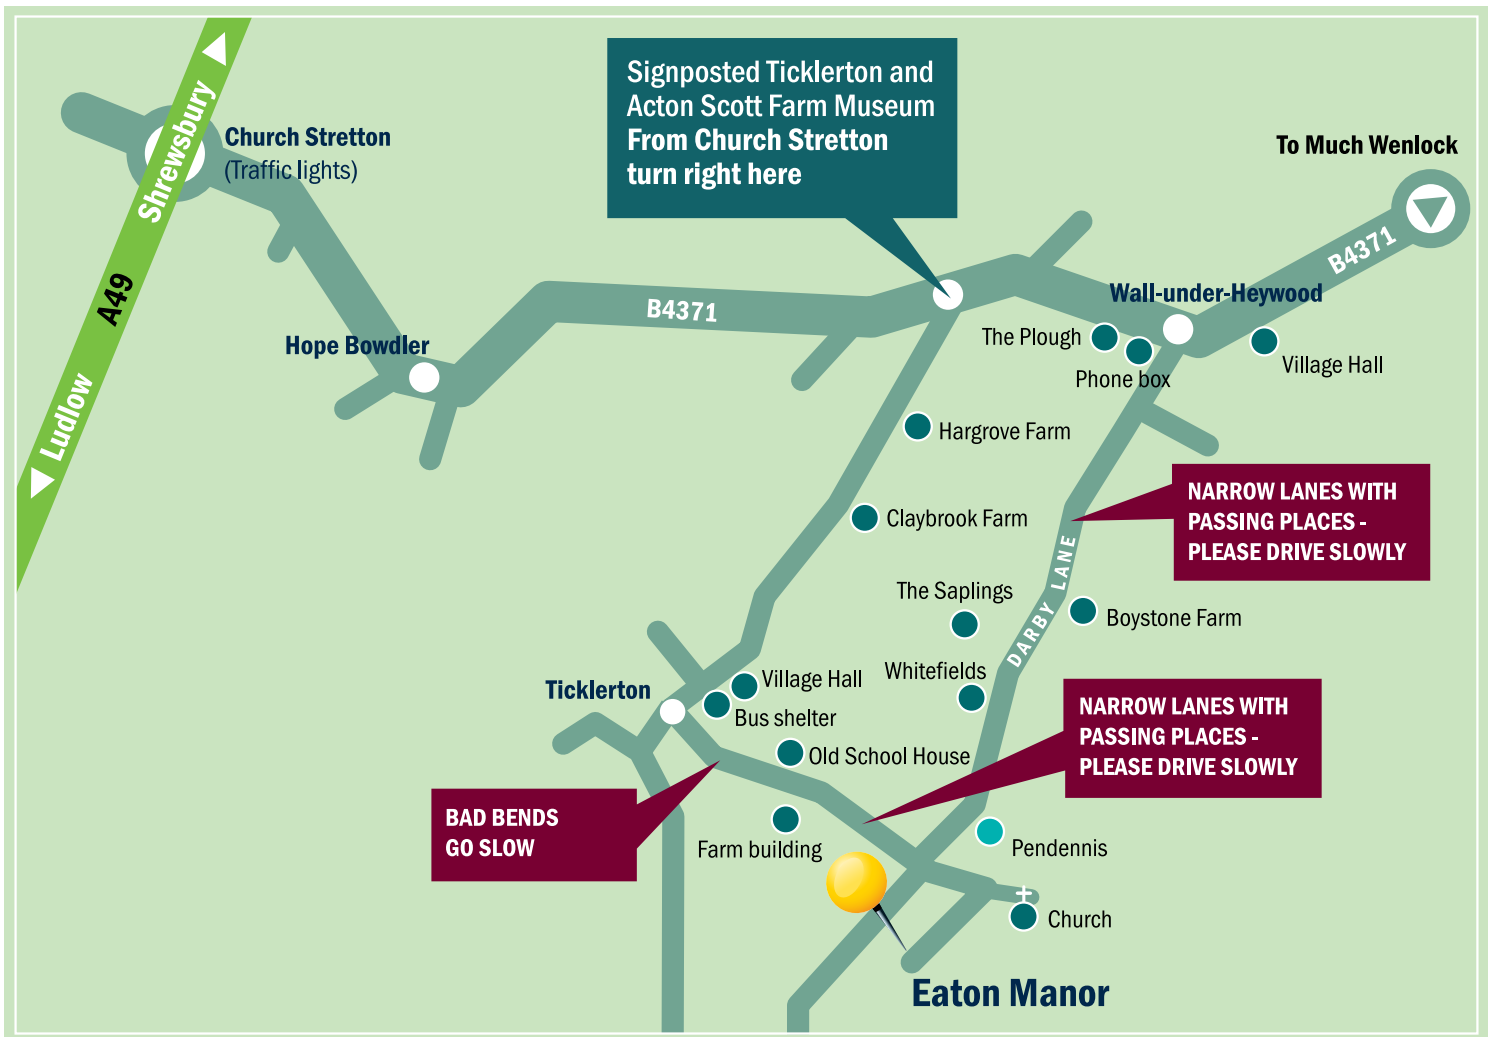 Signposted Ticklerton and
Acton Scott Farm Museum
From Church Stretton
turn right here
Shrewsbury
A49
Ludlow
Church Stretton
(Traffic lights)
To Much Wenlock
B4371
Hope Bowdler
B4371
Wall-under-Heywood
The Plough
Phone box
Village Hall
Hargrove Farm
NARROW LANES WITH
PASSING PLACES -
PLEASE DRIVE SLOWLY
Claybrook Farm
DARBY LANE
The Saplings
Boystone Farm
Whitefields
Ticklerton
Village Hall
Bus shelter
Old School House
NARROW LANES WITH
PASSING PLACES -
PLEASE DRIVE SLOWLY
BAD BENDS
GO SLOW
Farm building
Pendennis
Church
Eaton Manor